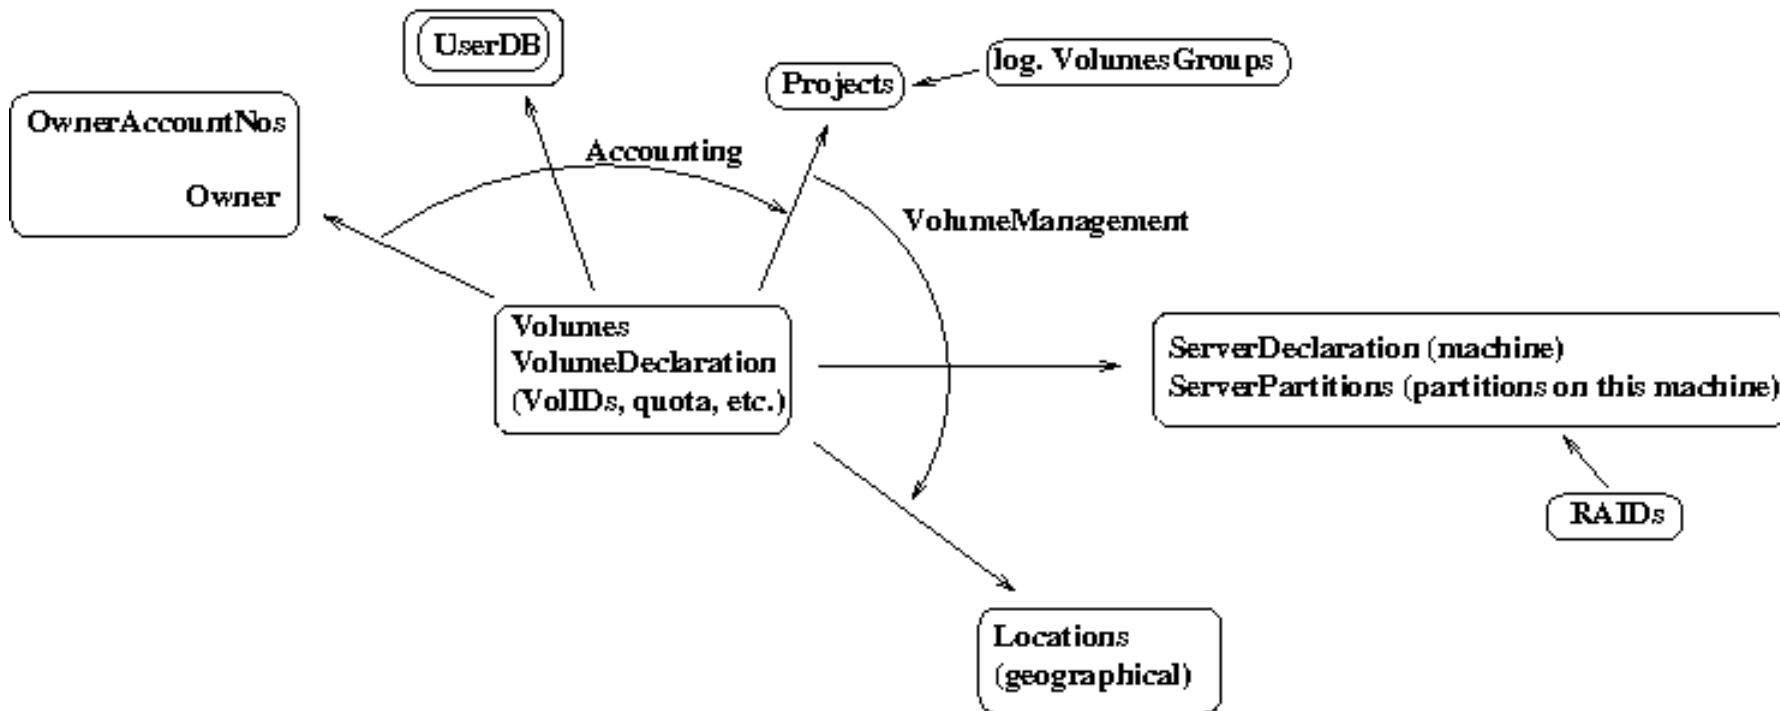 UserDB
log. VolumesGroups
Projects
OwnerAccountNos
Accounting
Owner
VolumeManagement
Volumes
VolumeDeclaration
(VolIDs, quota, etc.)
ServerDeclaration (machine)
ServerPartitions (partitions on this machine)
RAIDs
Locations
(geographical)